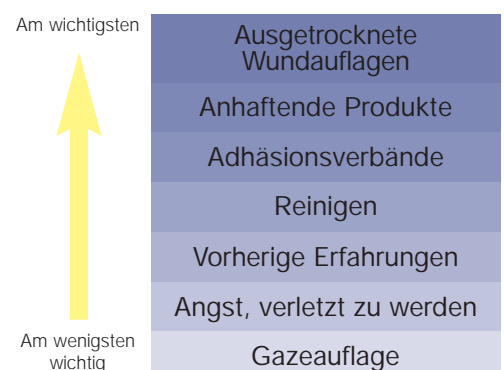 Am wichtigsten
Ausgetrocknete
Wundauflagen
Anhaftende Produkte
Adhäsionsverbände
Reinigen
Vorherige Erfahrungen
Angst, verletzt zu werden
Am wenigsten
wichtig
Gazeauflage